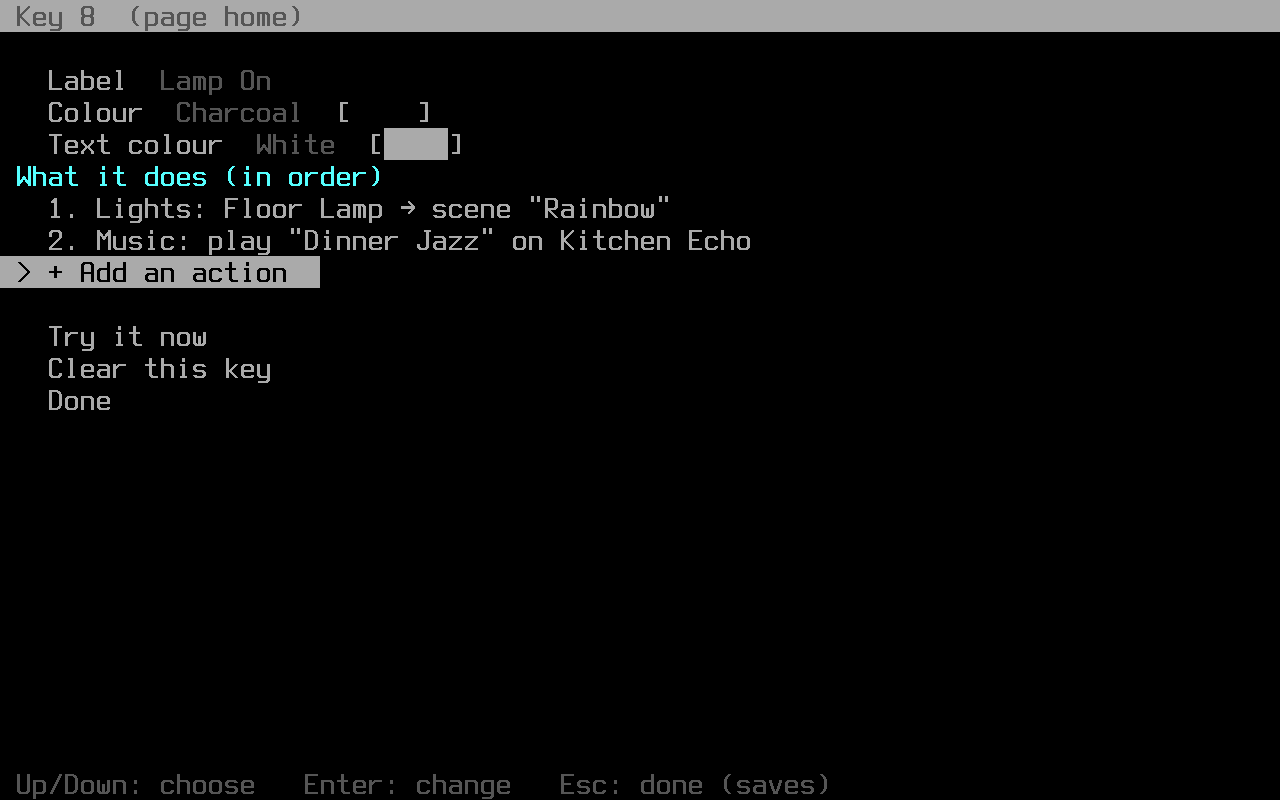 Key 8  (page home)
Label  Lamp On
Colour  Charcoal  [    ]
Text colour  White  [    ]
What it does (in order)
1. Lights: Floor Lamp → scene "Rainbow"
2. Music: play "Dinner Jazz" on Kitchen Echo
> + Add an action
Try it now
Clear this key
Done
Up/Down: choose   Enter: change   Esc: done (saves)